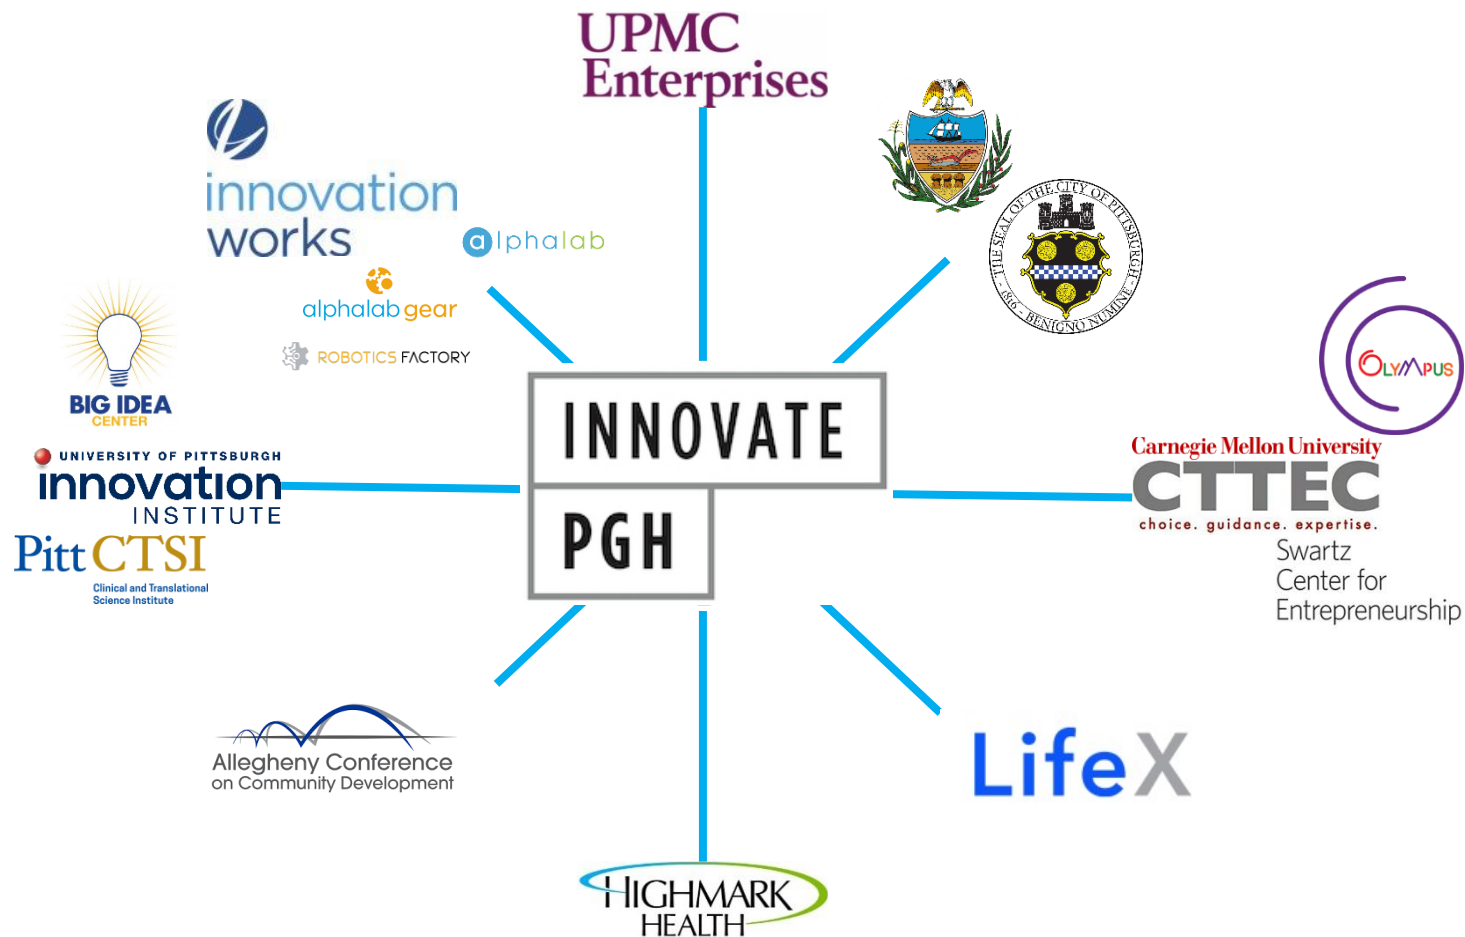 UPMC
Enterprises
innovation
works
alphalab
alphalab gear
ROBOTICS FACTORY
THE SEAL OF THE CITY OF PITTSBURGH
- 1816 - BENIGNO NUMINE -
BIG IDEA
CENTER
UNIVERSITY OF PITTSBURGH
innovation
INSTITUTE
Pitt CTSI
Clinical and Translational
Science Institute
INNOVATE
PGH
OLYMPUS
Carnegie Mellon University
CTTEC
choice. guidance. expertise.
Swartz
Center for
Entrepreneurship
Allegheny Conference
on Community Development
LifeX
HIGHMARK
HEALTH